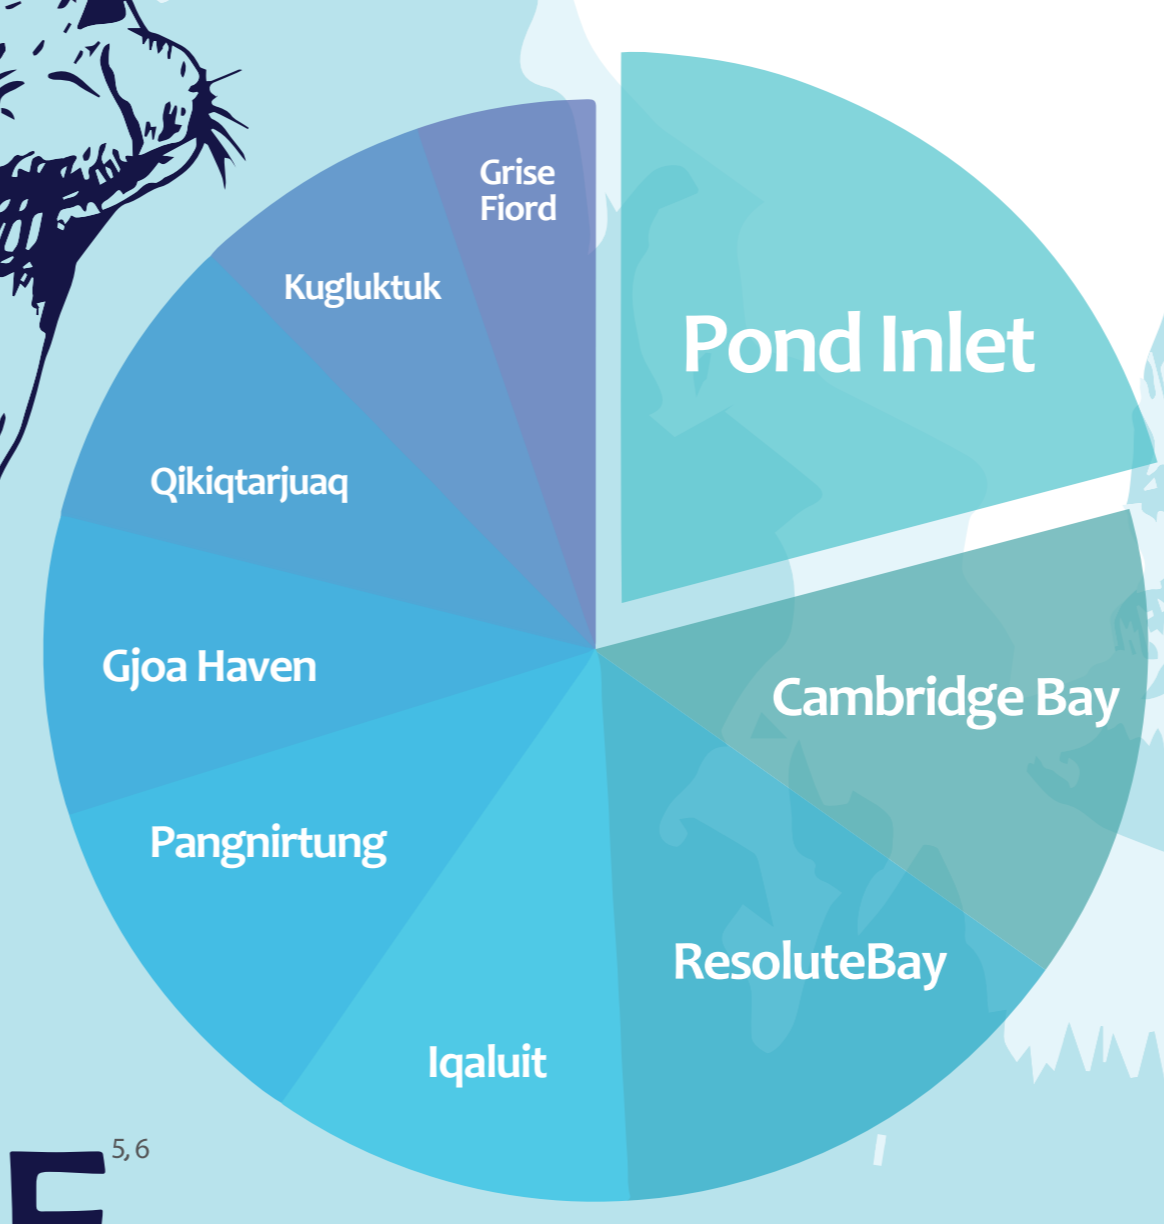 Grise
Fiord
Kugluktuk
Pond Inlet
Qikiqtarjuaq
Gjoa Haven
Cambridge Bay
Pangnirtung
ResoluteBay
Iqaluit
5, 6
E